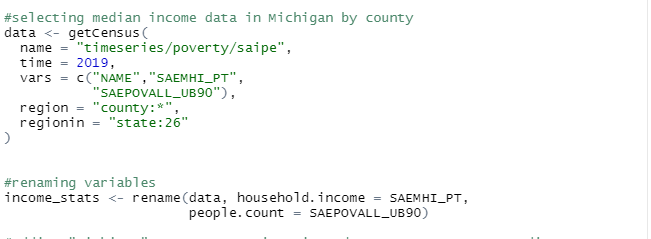 #selecting median income data in Michigan by county
data <- getCensus(
  name = "timeseries/poverty/saipe",
  time = 2019,
  vars = c("NAME","SAEMHI_PT",
           "SAEPOVALL_UB90"),
  region = "county:*",
  regionin = "state:26"
)
#renaming variables
income_stats <- rename(data, household.income = SAEMHI_PT,
                       people.count = SAEPOVALL_UB90)